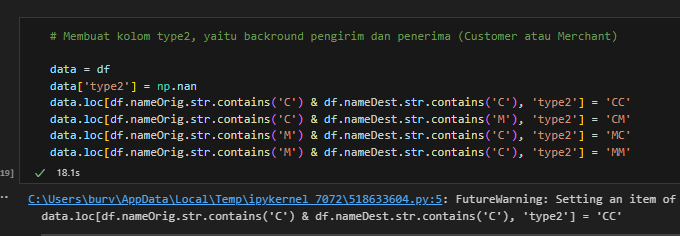 # Membuat kolom type2, yaitu backround pengirim dan penerima (Customer atau Merchant)
data = df
data['type2'] = np.nan
data.loc[df.nameOrig.str.contains('C') & df.nameDest.str.contains('C'), 'type2'] = 'CC'
data.loc[df.nameOrig.str.contains('C') & df.nameDest.str.contains('M'), 'type2'] = 'CM'
data.loc[df.nameOrig.str.contains('M') & df.nameDest.str.contains('C'), 'type2'] = 'MC'
data.loc[df.nameOrig.str.contains('M') & df.nameDest.str.contains('C'), 'type2'] = 'MM'
19] 18.1s
C:\Users\burv\AppData\Local\Temp\ipykernel_7072\518633604.py:5: FutureWarning: Setting an item of
data.loc[df.nameOrig.str.contains('C') & df.nameDest.str.contains('C'), 'type2'] = 'CC'